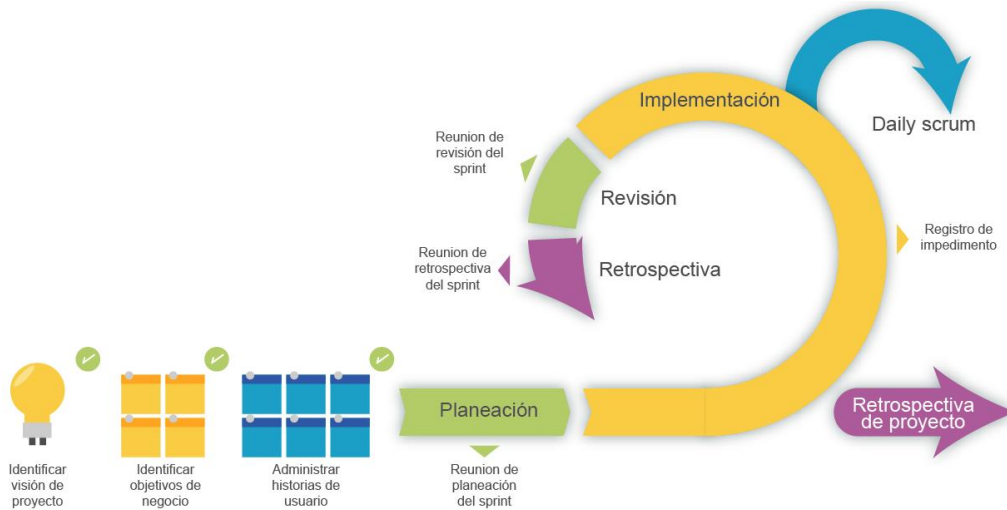 Implementación
Daily scrum
Reunion de
revisión del
sprint
Revisión
Reunion de
retrospectiva
del sprint
Retrospectiva
Registro de
impedimento
Planeación
Retrospectiva
de proyecto
Identificar
visión de
proyecto
Identificar
objetivos de
negocio
Administrar
historias de
usuario
Reunion de
planeación
del sprint